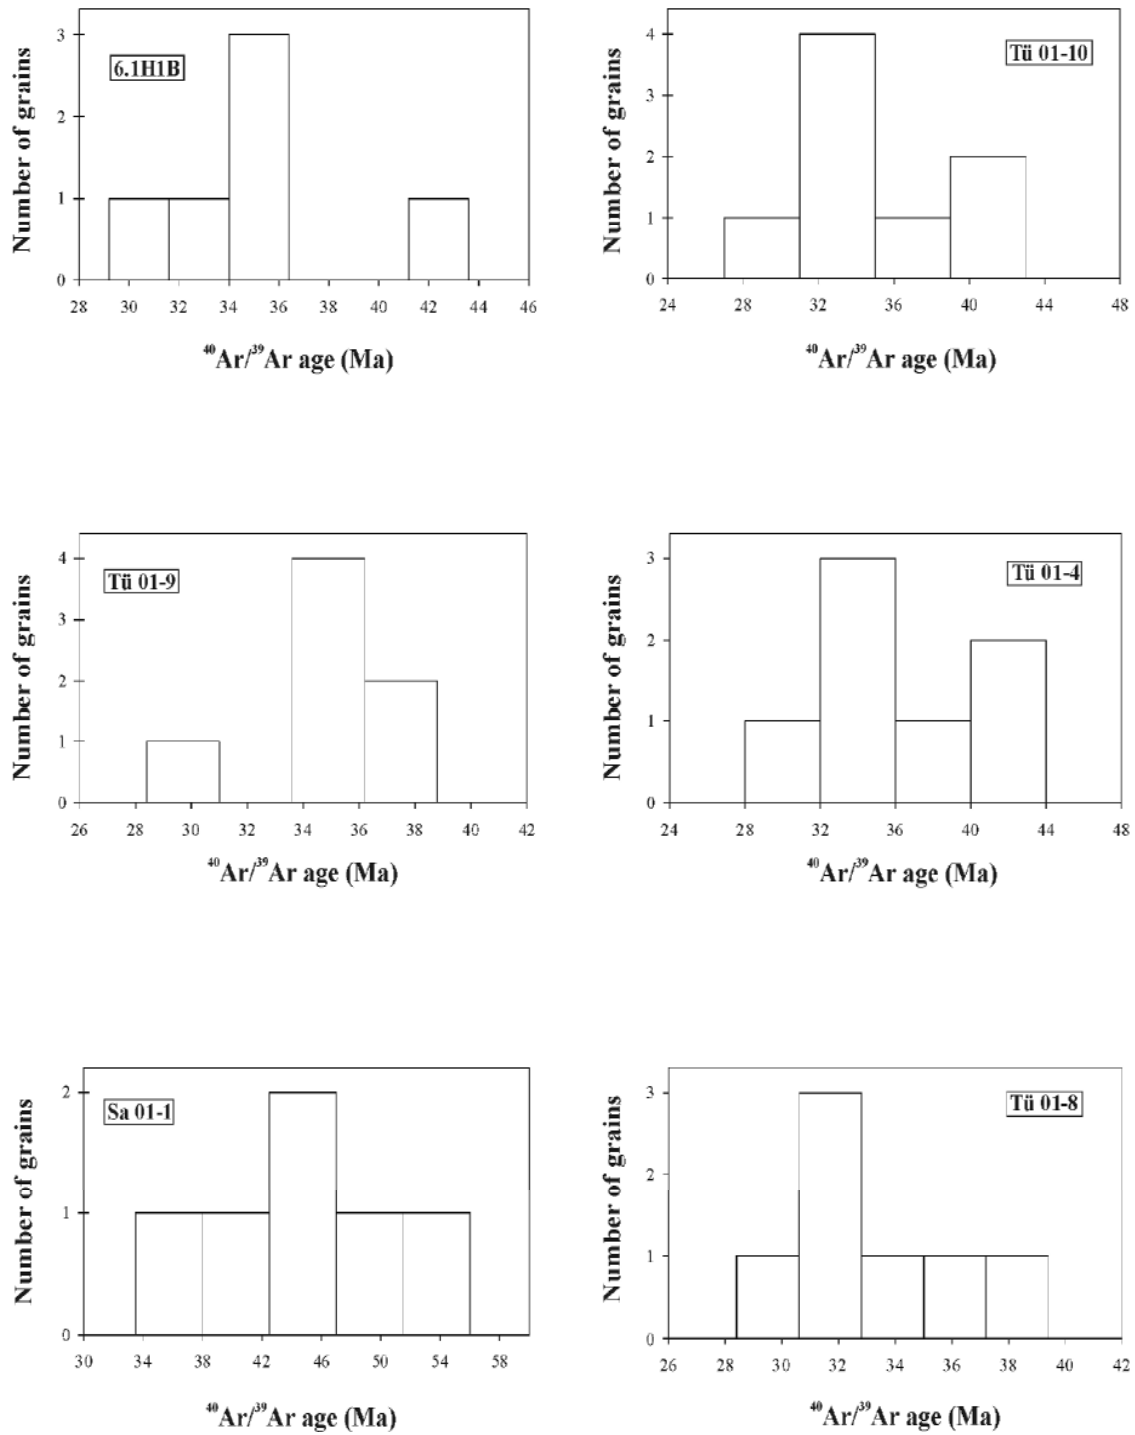 6.1H1B
Number of grains
3
2
1
0
28 30 32 34 36 38 40 42 44 46
⁴⁰Ar/³⁹Ar age (Ma)
Tü 01-10
Number of grains
4
3
2
1
0
24 28 32 36 40 44 48
⁴⁰Ar/³⁹Ar age (Ma)
Tü 01-9
Number of grains
4
3
2
1
0
26 28 30 32 34 36 38 40 42
⁴⁰Ar/³⁹Ar age (Ma)
Tü 01-4
Number of grains
3
2
1
0
24 28 32 36 40 44 48
⁴⁰Ar/³⁹Ar age (Ma)
Sa 01-1
Number of grains
2
1
0
30 34 38 42 46 50 54 58
⁴⁰Ar/³⁹Ar age (Ma)
Tü 01-8
Number of grains
3
2
1
0
26 28 30 32 34 36 38 40 42
⁴⁰Ar/³⁹Ar age (Ma)